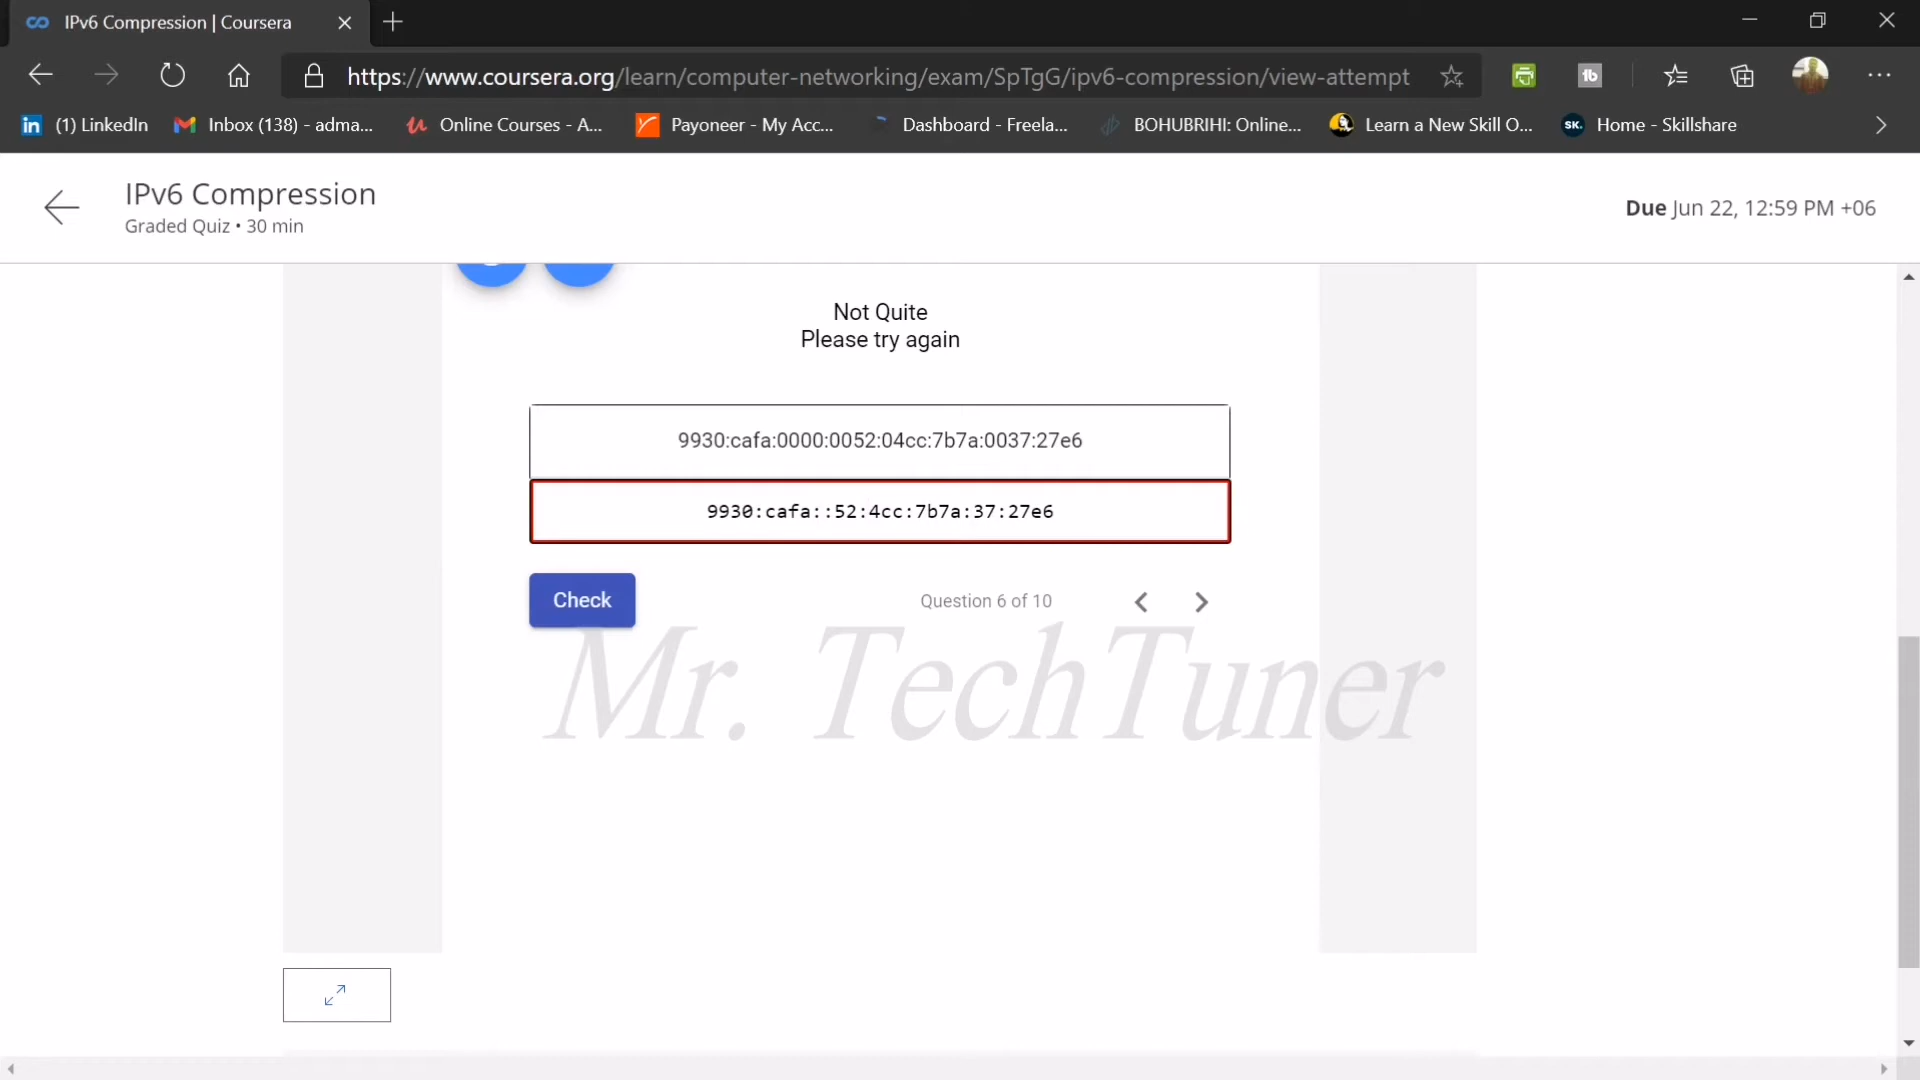 IPv6 Compression | Coursera
https://www.coursera.org/learn/computer-networking/exam/SpTgG/ipv6-compression/view-attempt
(1) LinkedIn
Inbox (138) - adma...
Online Courses - A...
Payoneer - My Acc...
Dashboard - Freela...
BOHUBRIHI: Online...
Learn a New Skill O...
SK.
Home - Skillshare
IPv6 Compression
Graded Quiz • 30 min
Due Jun 22, 12:59 PM +06
Not Quite
Please try again
9930:cafa:0000:0052:04cc:7b7a:0037:27e6
9930:cafa::52:4cc:7b7a:37:27e6
Check
Question 6 of 10
Mr. TechTuner